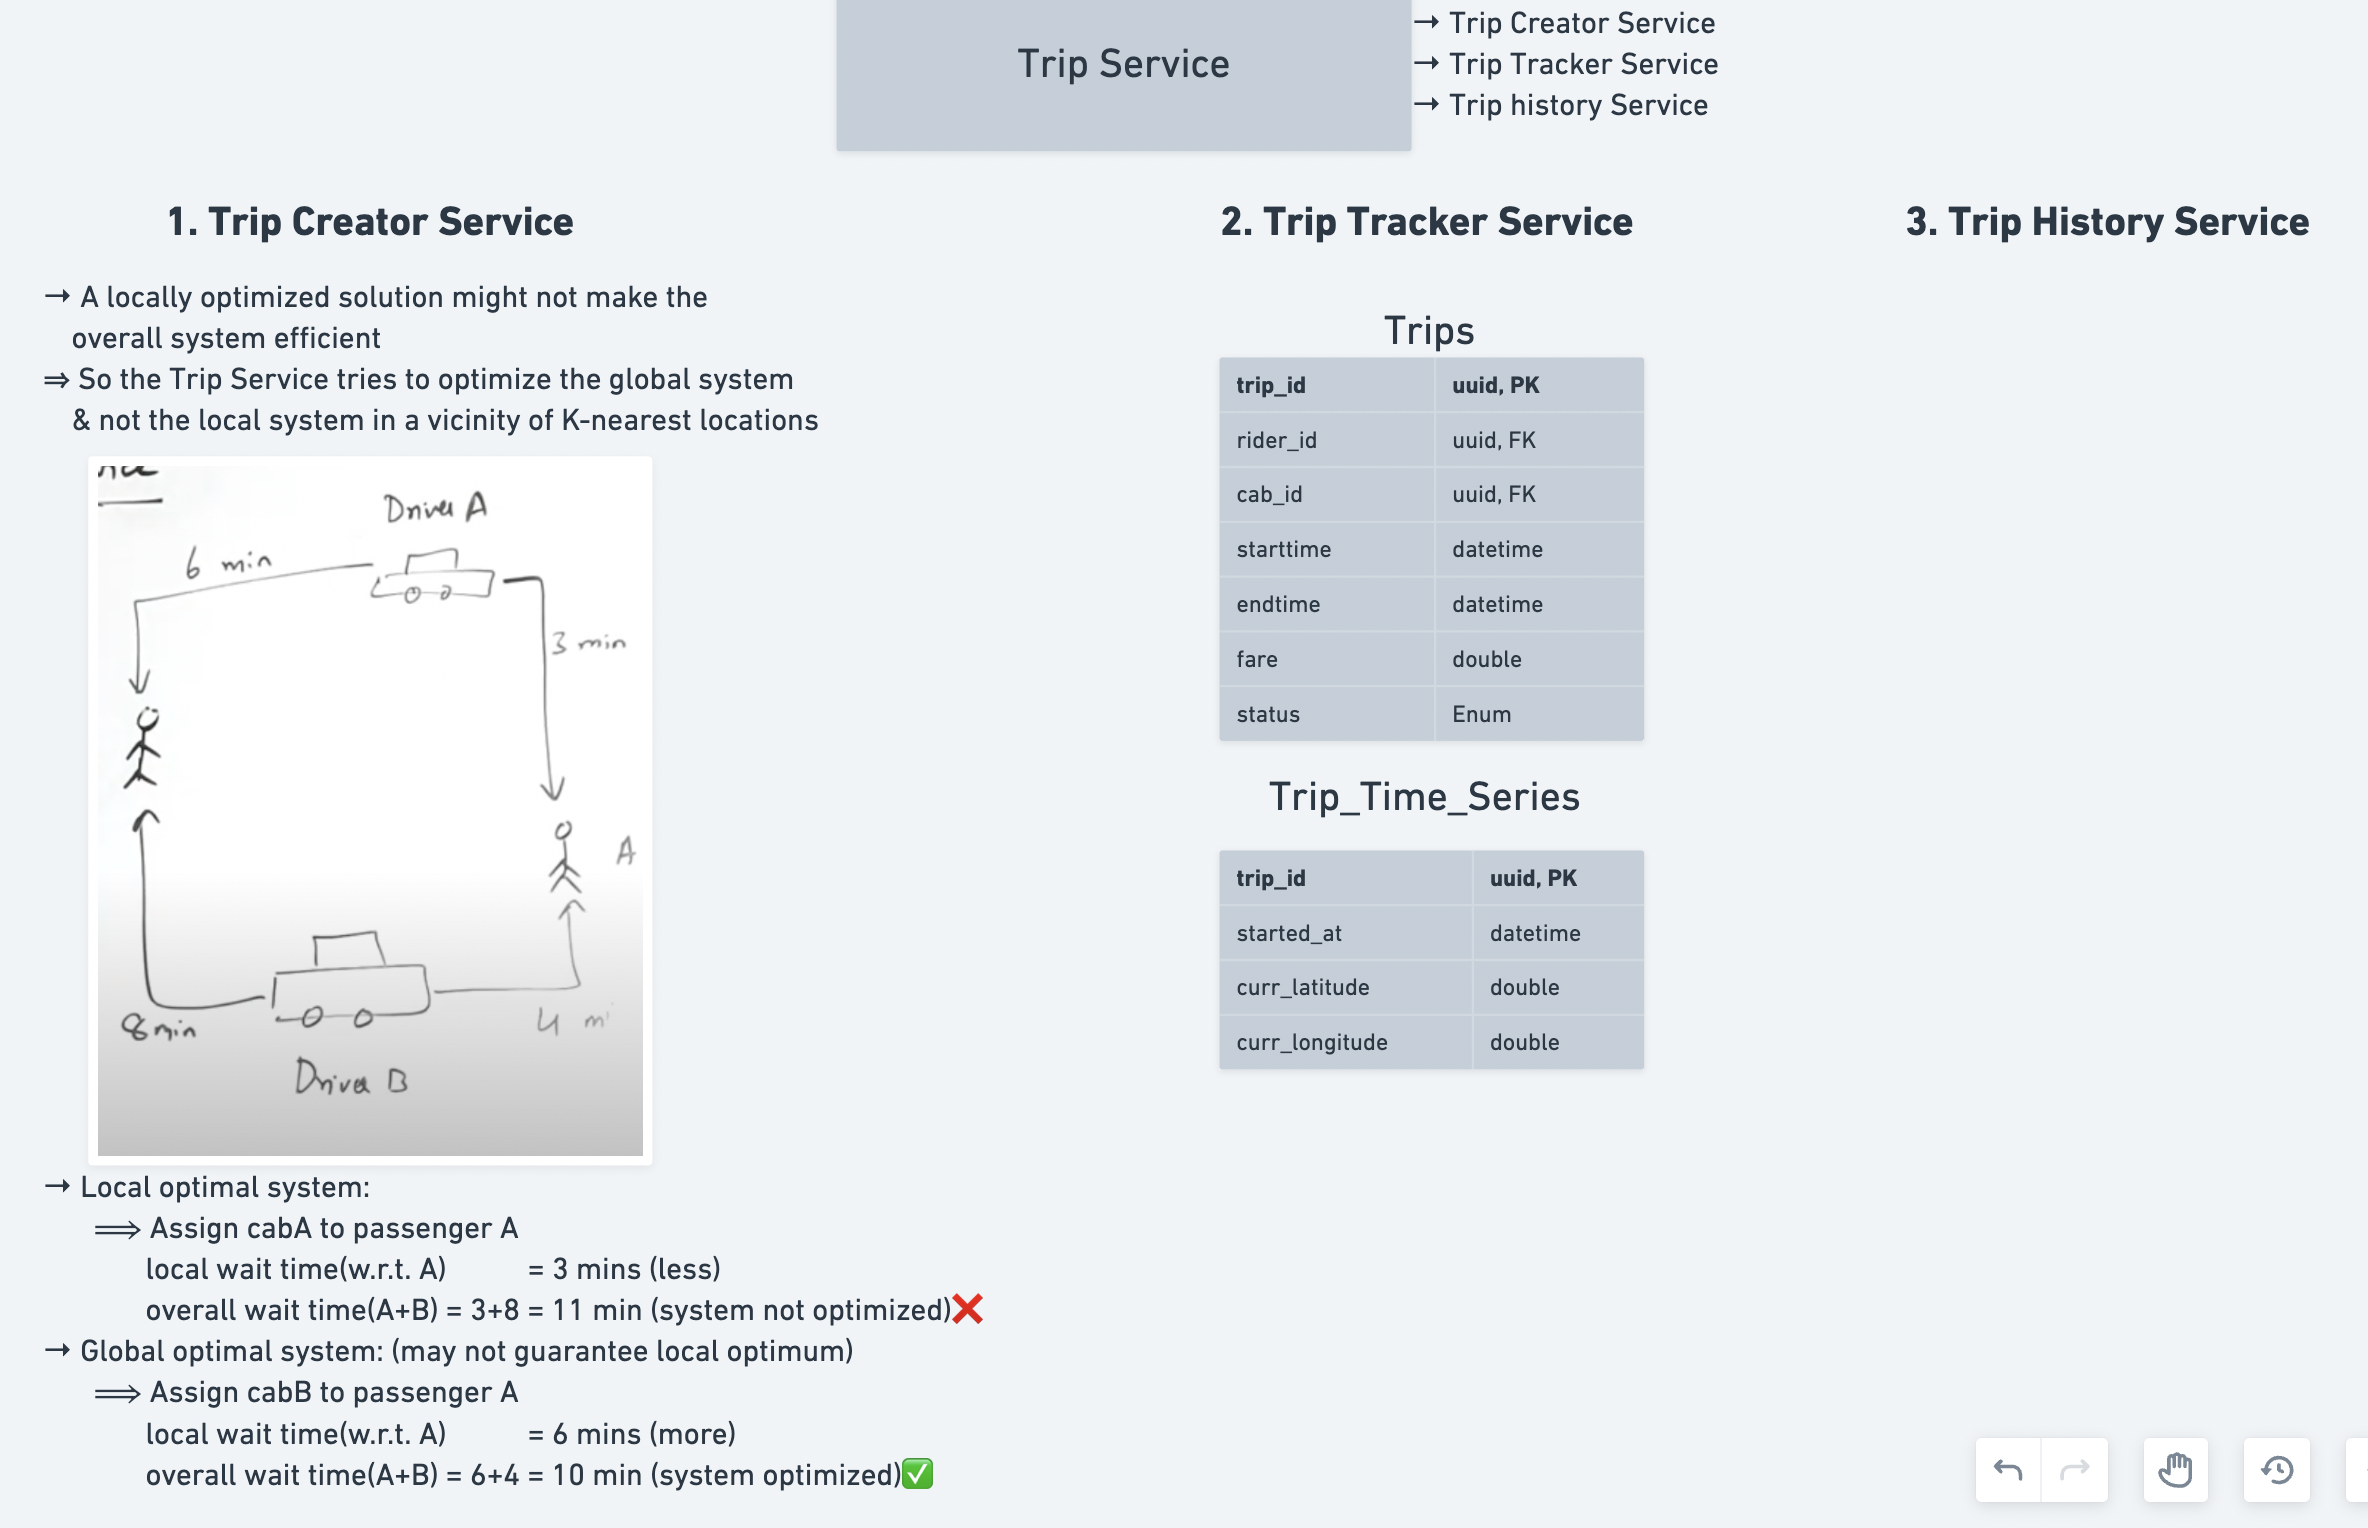 Trip Service
→ Trip Creator Service
→ Trip Tracker Service
→ Trip history Service
1. Trip Creator Service
→ A locally optimized solution might not make the
overall system efficient
⇒ So the Trip Service tries to optimize the global system
& not the local system in a vicinity of K-nearest locations
Driver A
6 min
3 min
A
8 min
4 m
Driver B
→ Local optimal system:
⟹ Assign cabA to passenger A
local wait time(w.r.t. A) = 3 mins (less)
overall wait time(A+B) = 3+8 = 11 min (system not optimized)❌
→ Global optimal system: (may not guarantee local optimum)
⟹ Assign cabB to passenger A
local wait time(w.r.t. A) = 6 mins (more)
overall wait time(A+B) = 6+4 = 10 min (system optimized)✅
2. Trip Tracker Service
Trips
trip_id uuid, PK
rider_id uuid, FK
cab_id uuid, FK
starttime datetime
endtime datetime
fare double
status Enum
Trip_Time_Series
trip_id uuid, PK
started_at datetime
curr_latitude double
curr_longitude double
3. Trip History Service